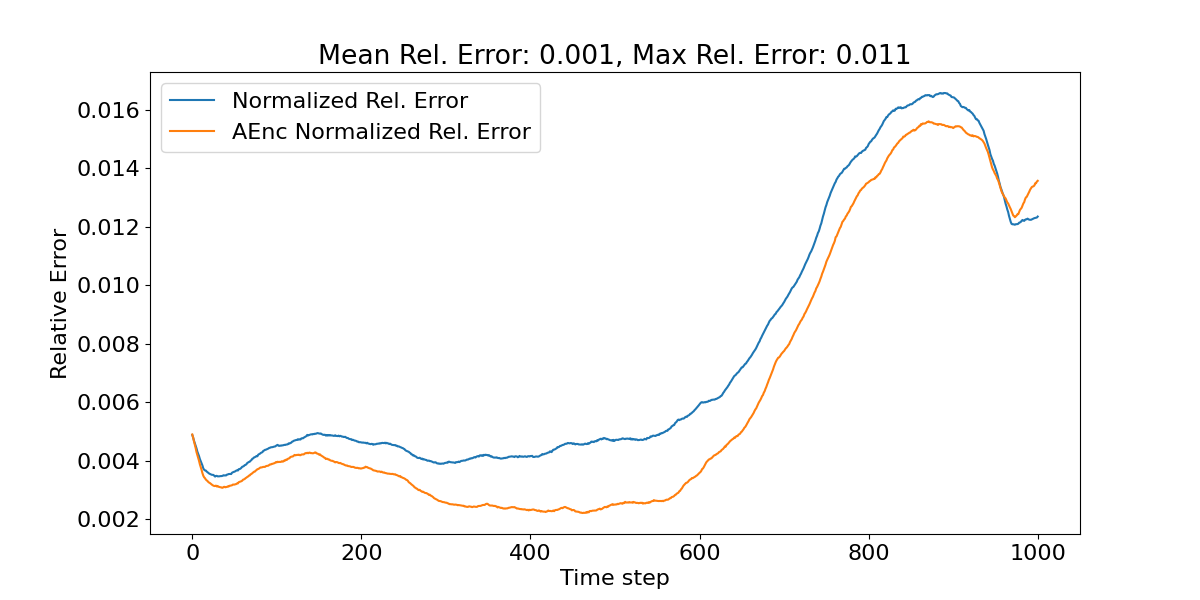 Mean Rel. Error: 0.001, Max Rel. Error: 0.011
Normalized Rel. Error
AEnc Normalized Rel. Error
Relative Error
0.016
0.014
0.012
0.010
0.008
0.006
0.004
0.002
0 200 400 600 800 1000
Time step